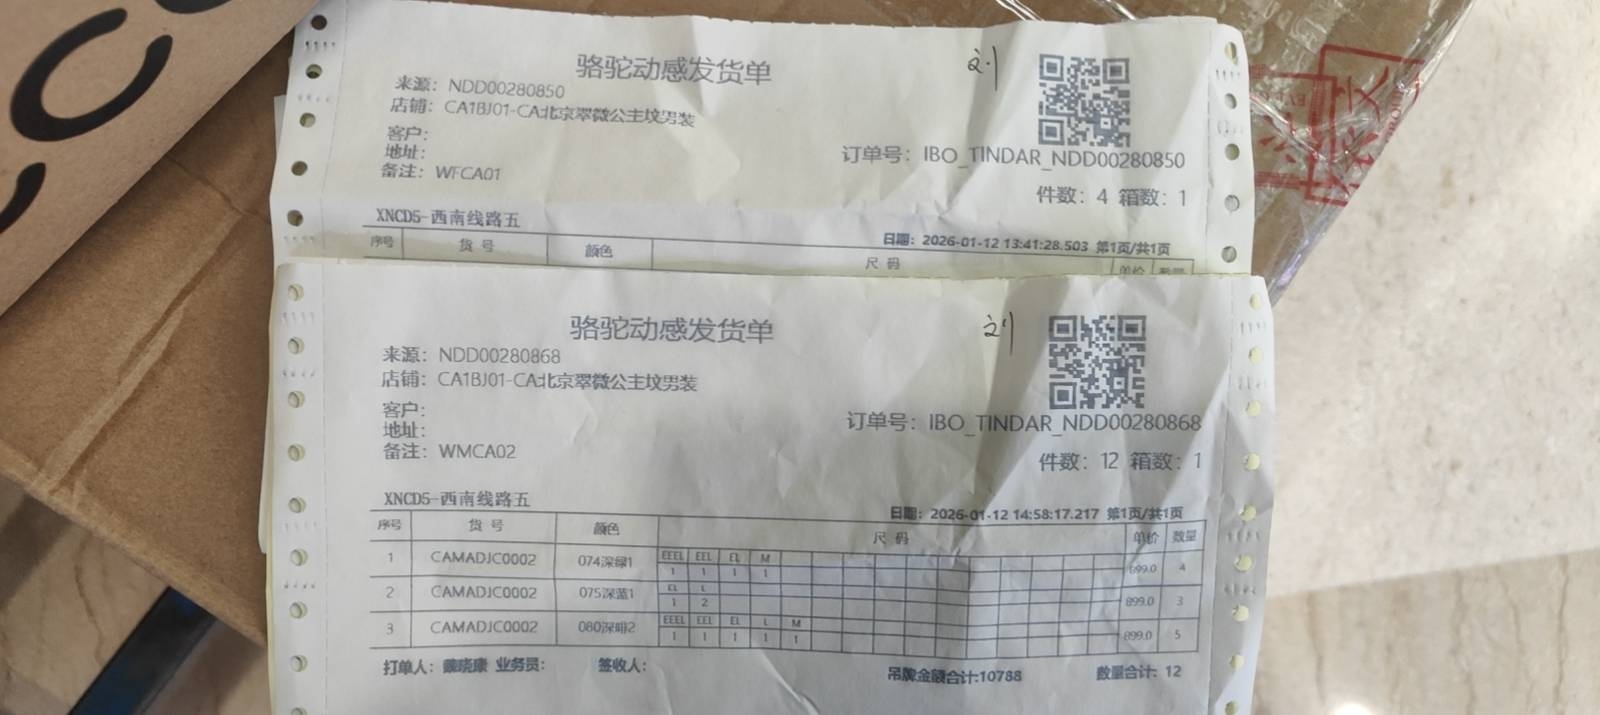 刘
骆驼动感发货单
来源: NDD00280850
店铺: CA1BJ01-CA北京翠微公主坟男装
客户:
地址:
备注: WFCA01
订单号: IBO_TINDAR_NDD00280850
件数: 4 箱数: 1
XNCD5-西南线路五
日期: 2026-01-12 13:41:28.503 第1页/共1页
序号 货 号 颜色 尺 码 单价 数量
刘
骆驼动感发货单
来源: NDD00280868
店铺: CA1BJ01-CA北京翠微公主坟男装
客户:
地址:
备注: WMCA02
订单号: IBO_TINDAR_NDD00280868
件数: 12 箱数: 1
XNCD5-西南线路五
日期: 2026-01-12 14:58:17.217 第1页/共1页
序号 货 号 颜色 尺 码 单价 数量
1 CAMADJC0002 074深绿1 EEEL EEL EL M 899.0 4
1 1 1 1
2 CAMADJC0002 075深蓝1 EL L 899.0 3
1 2
3 CAMADJC0002 080深啡2 EEEL EEL EL L M 899.0 5
1 1 1 1 1
打单人: 魏晓康 业务员: 签收人: 吊牌金额合计:10788 数量合计: 12